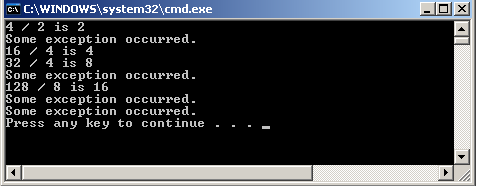 C:\WINDOWS\system32\cmd.exe
4 / 2 is 2
Some exception occurred.
16 / 4 is 4
32 / 4 is 8
Some exception occurred.
128 / 8 is 16
Some exception occurred.
Some exception occurred.
Press any key to continue . . . _